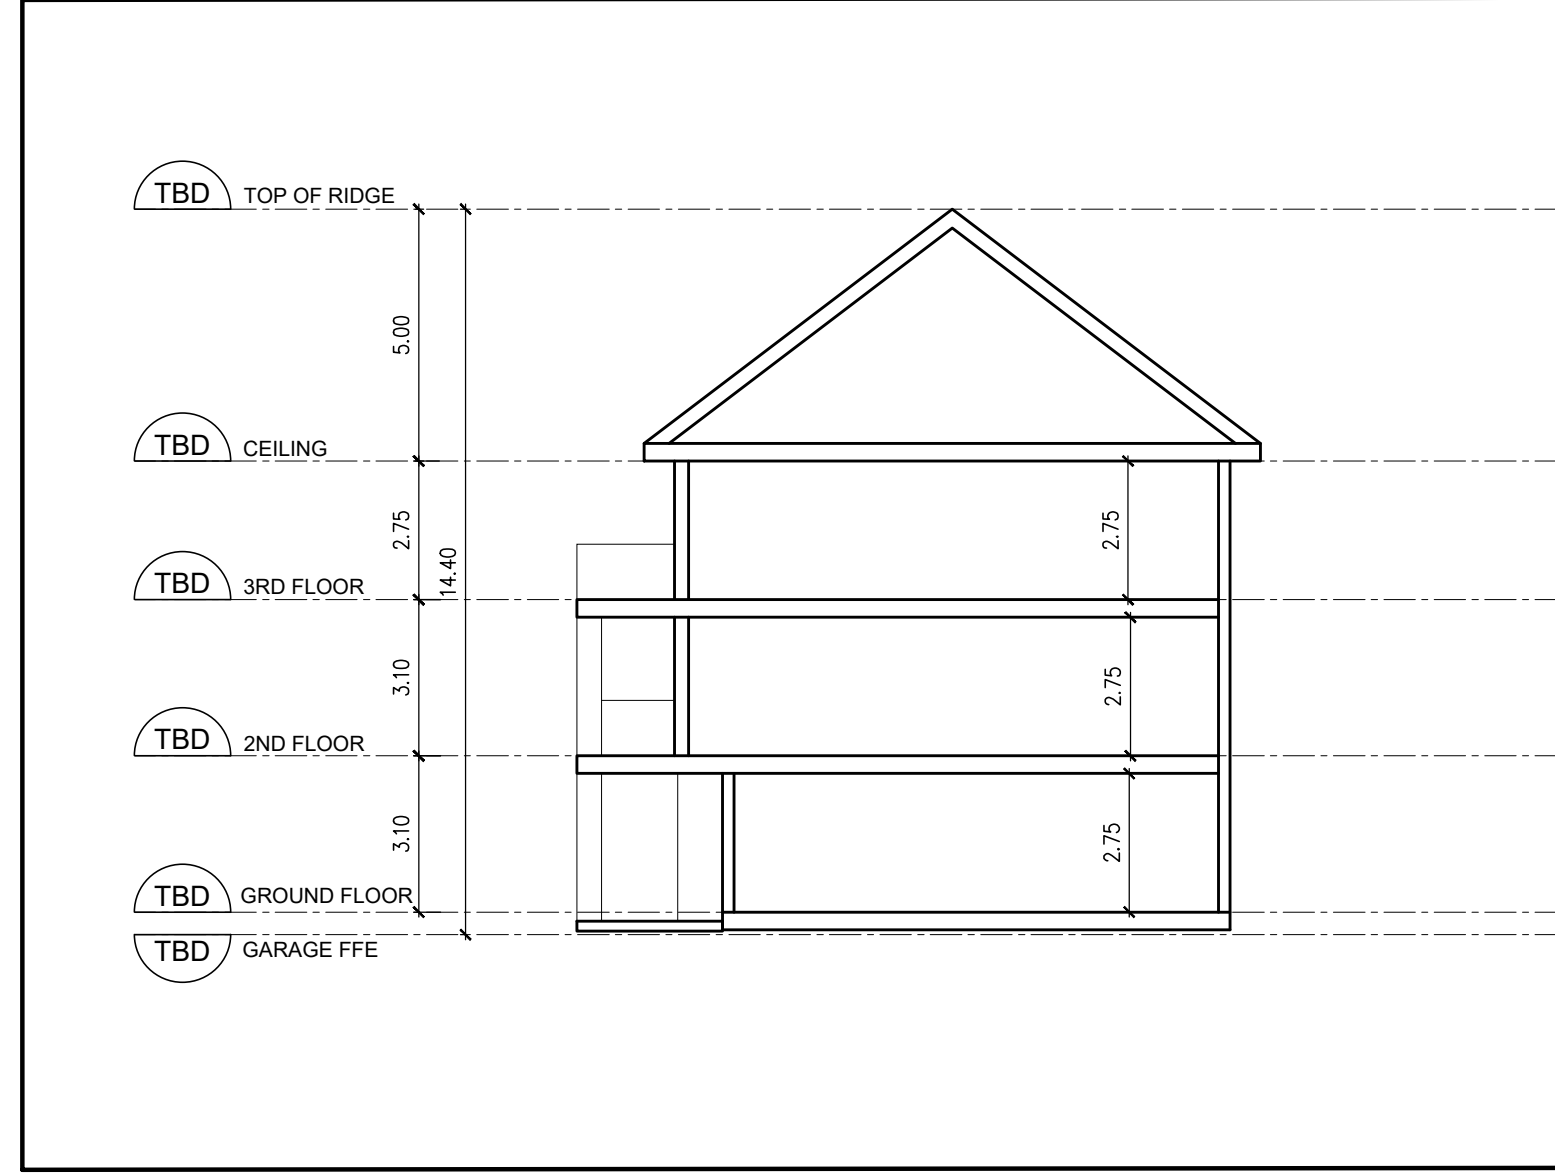 TBD TOP OF RIDGE
5.00
TBD CEILING
2.75
2.75
14.40
TBD 3RD FLOOR
3.10
2.75
TBD 2ND FLOOR
3.10
2.75
TBD GROUND FLOOR
TBD GARAGE FFE